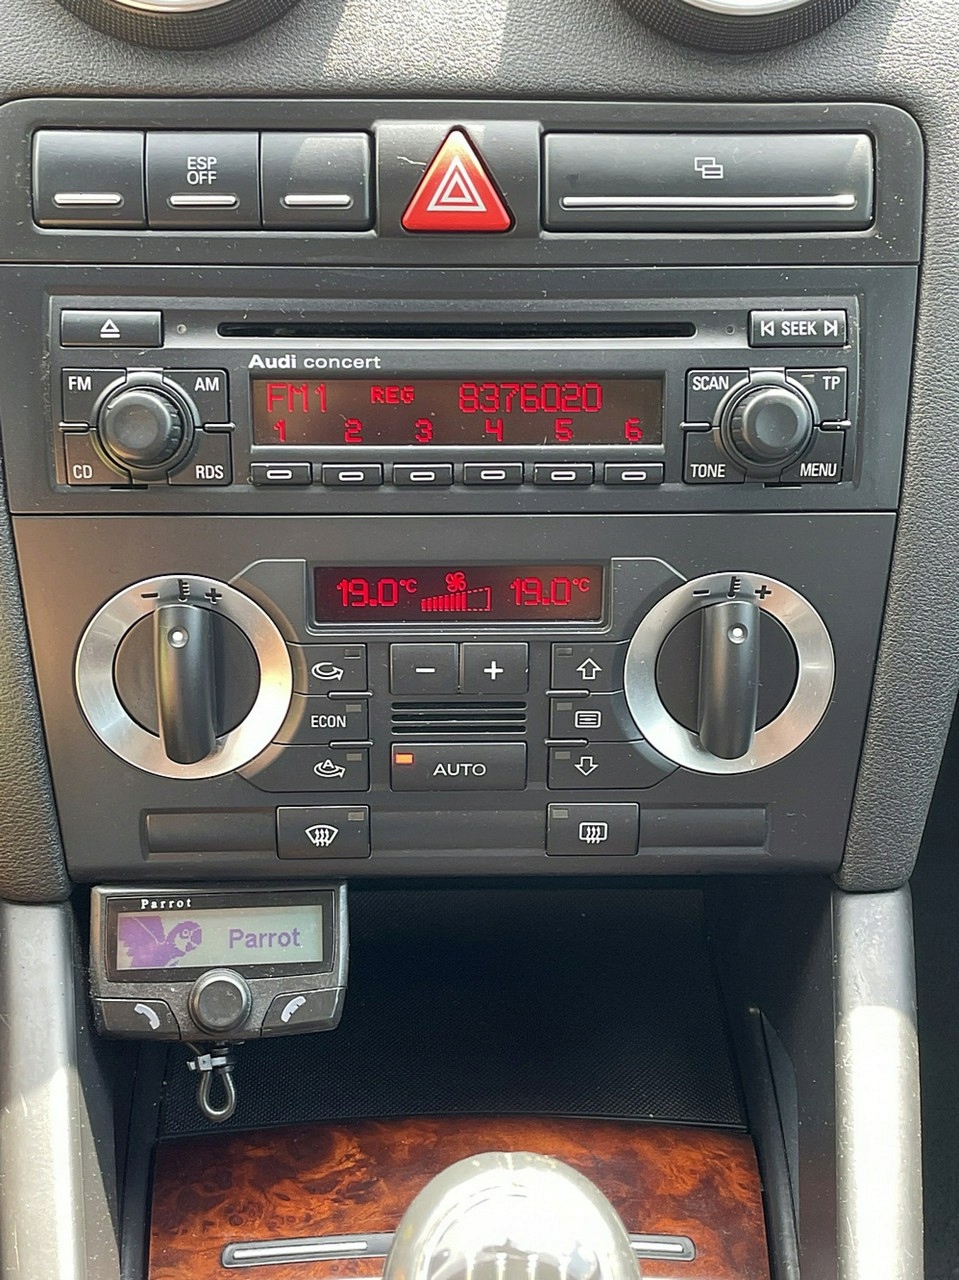 ESP
OFF
SEEK
Audi concert
FM
AM
CD
RDS
FM1 REG 8376020
1 2 3 4 5 6
SCAN
TP
TONE
MENU
19.0°C 19.0°C
- +
- +
- +
ECON
AUTO
Parrot
Parrot